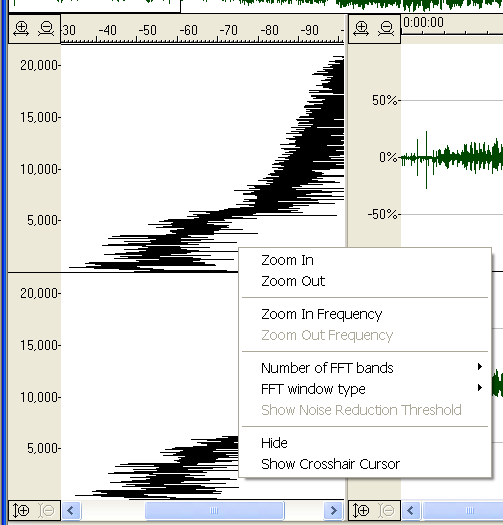 30 -40 -50 -60 -70 -80 -90 -
0:00:00
20,000-
15,000-
10,000-
5,000-
20,000-
15,000-
10,000-
5,000-
50%-
0%-
-50%-
Zoom In
Zoom Out
Zoom In Frequency
Zoom Out Frequency
Number of FFT bands
FFT window type
Show Noise Reduction Threshold
Hide
Show Crosshair Cursor